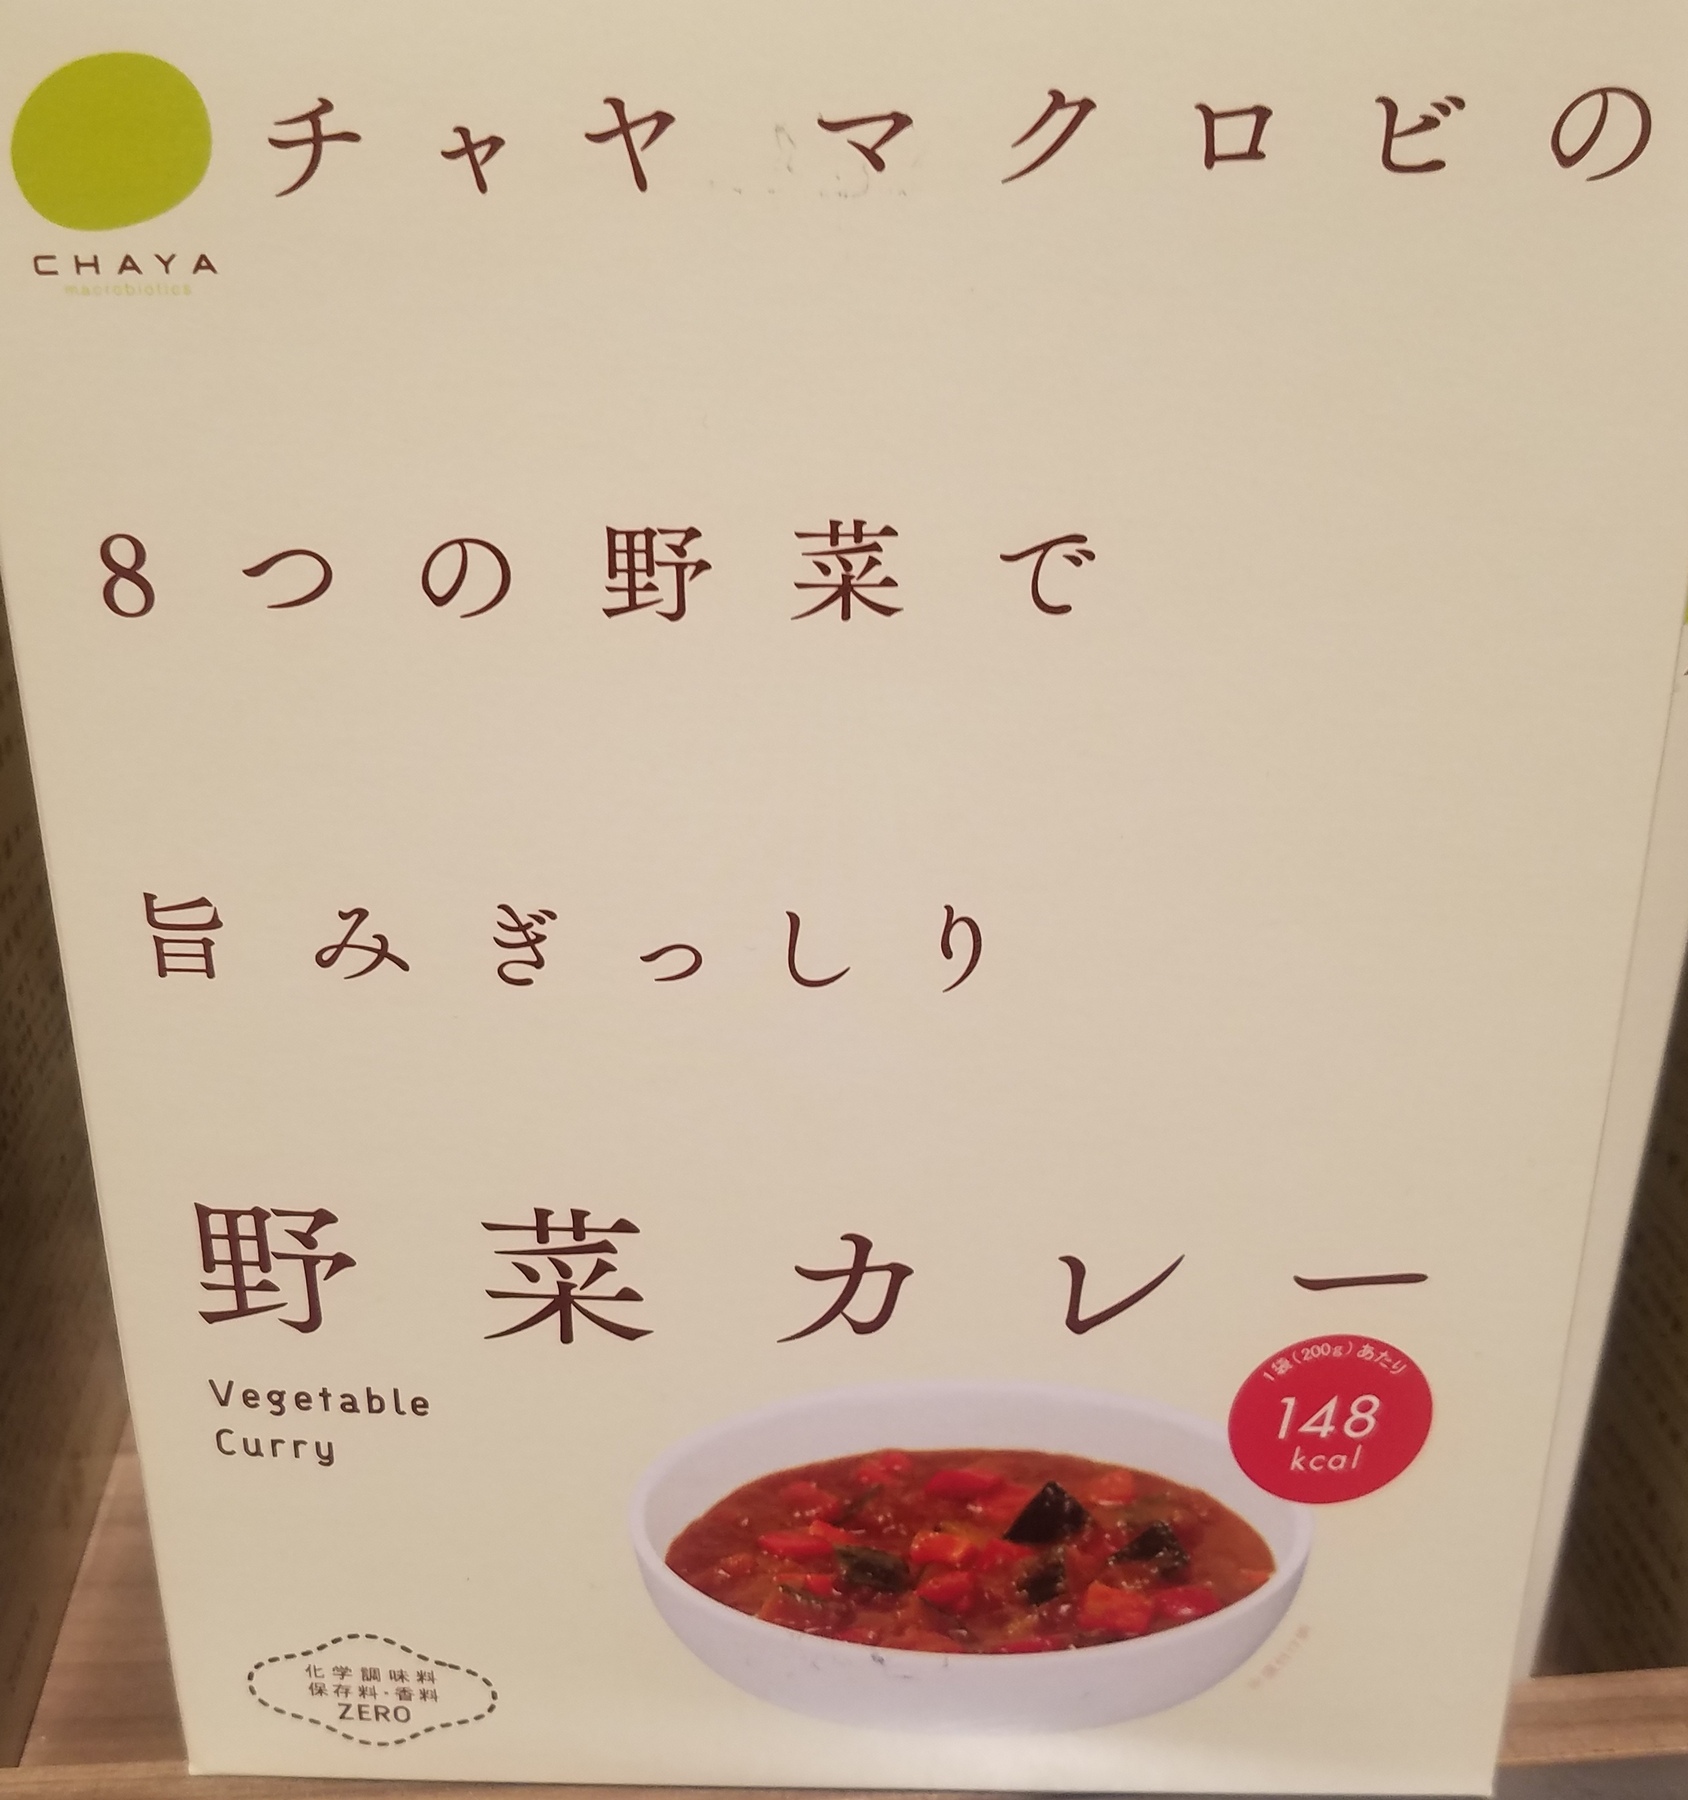 チャヤ マクロビの
CHAYA
macrobiotics
8つの野菜で
旨みぎっしり
野菜カレー
Vegetable
Curry
1袋(200g)あたり
148
kcal
化学調味料
保存料・香料
ZERO